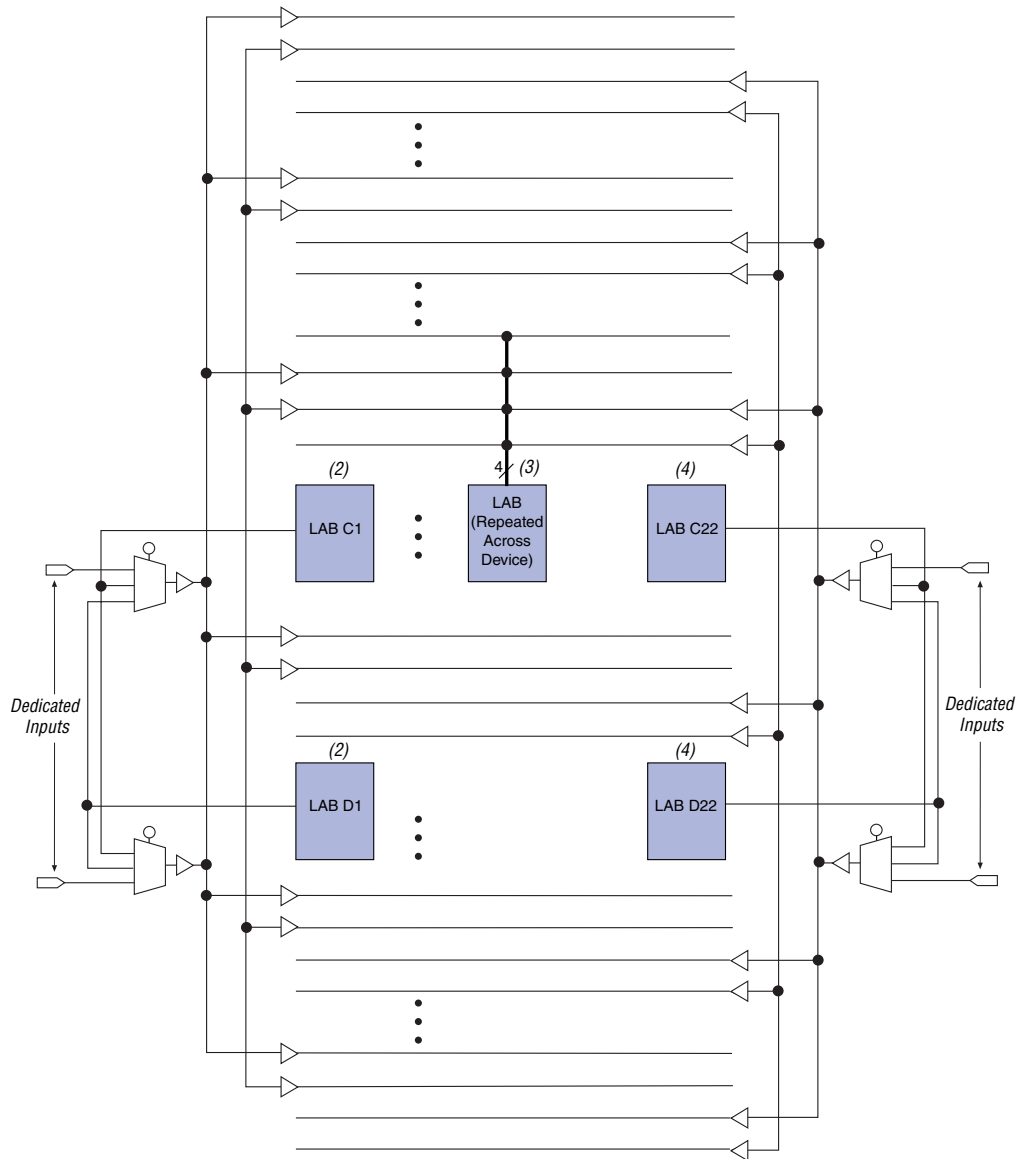 (2)
4
(3)
(4)
LAB C1
LAB
(Repeated
Across
Device)
LAB C22
Dedicated
Inputs
Dedicated
Inputs
(2)
(4)
LAB D1
LAB D22